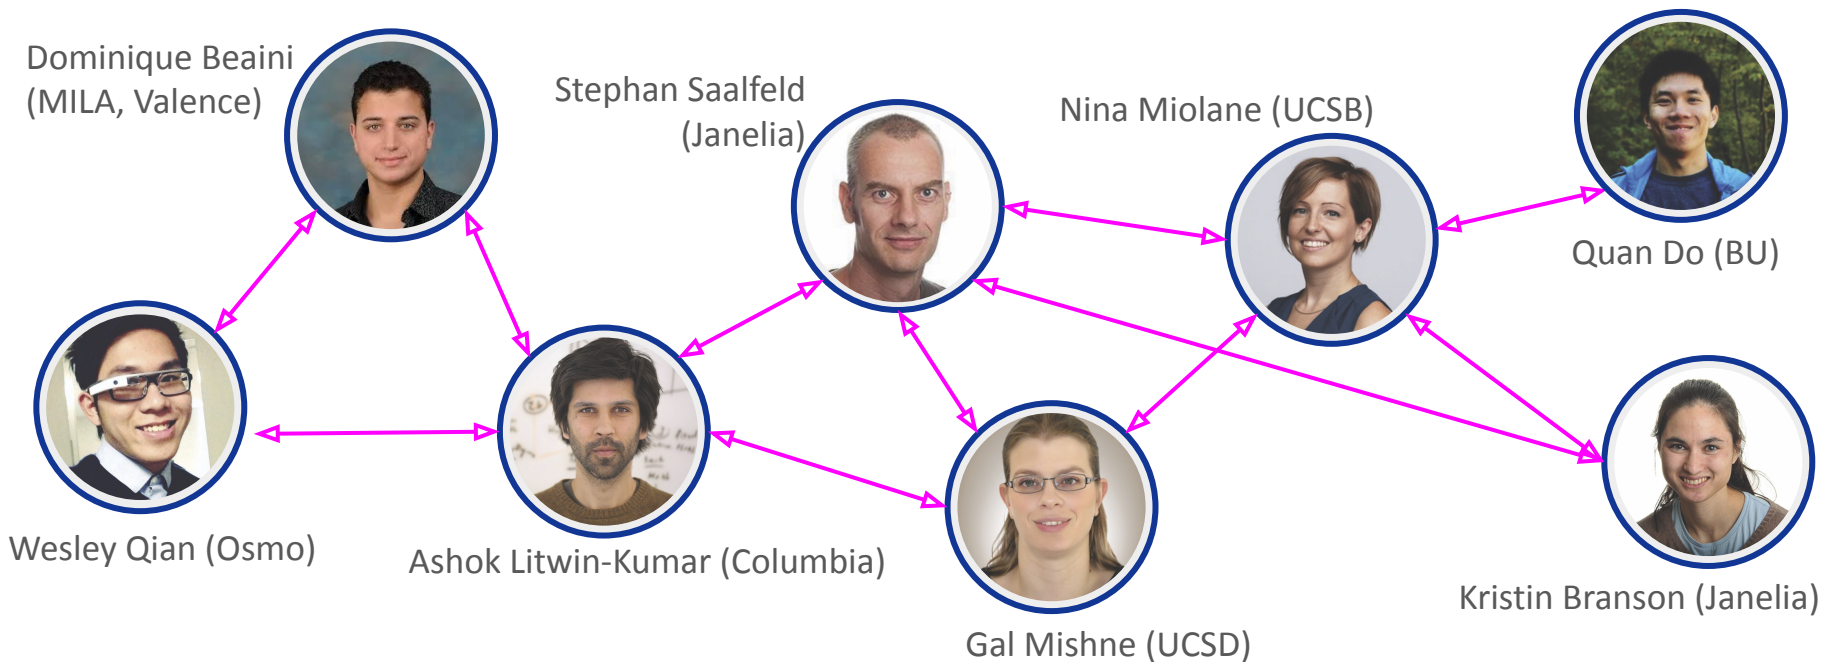 Dominique Beaini
(MILA, Valence)
Stephan Saalfeld
(Janelia)
Nina Miolane (UCSB)
Quan Do (BU)
Wesley Qian (Osmo)
Ashok Litwin-Kumar (Columbia)
Gal Mishne (UCSD)
Kristin Branson (Janelia)